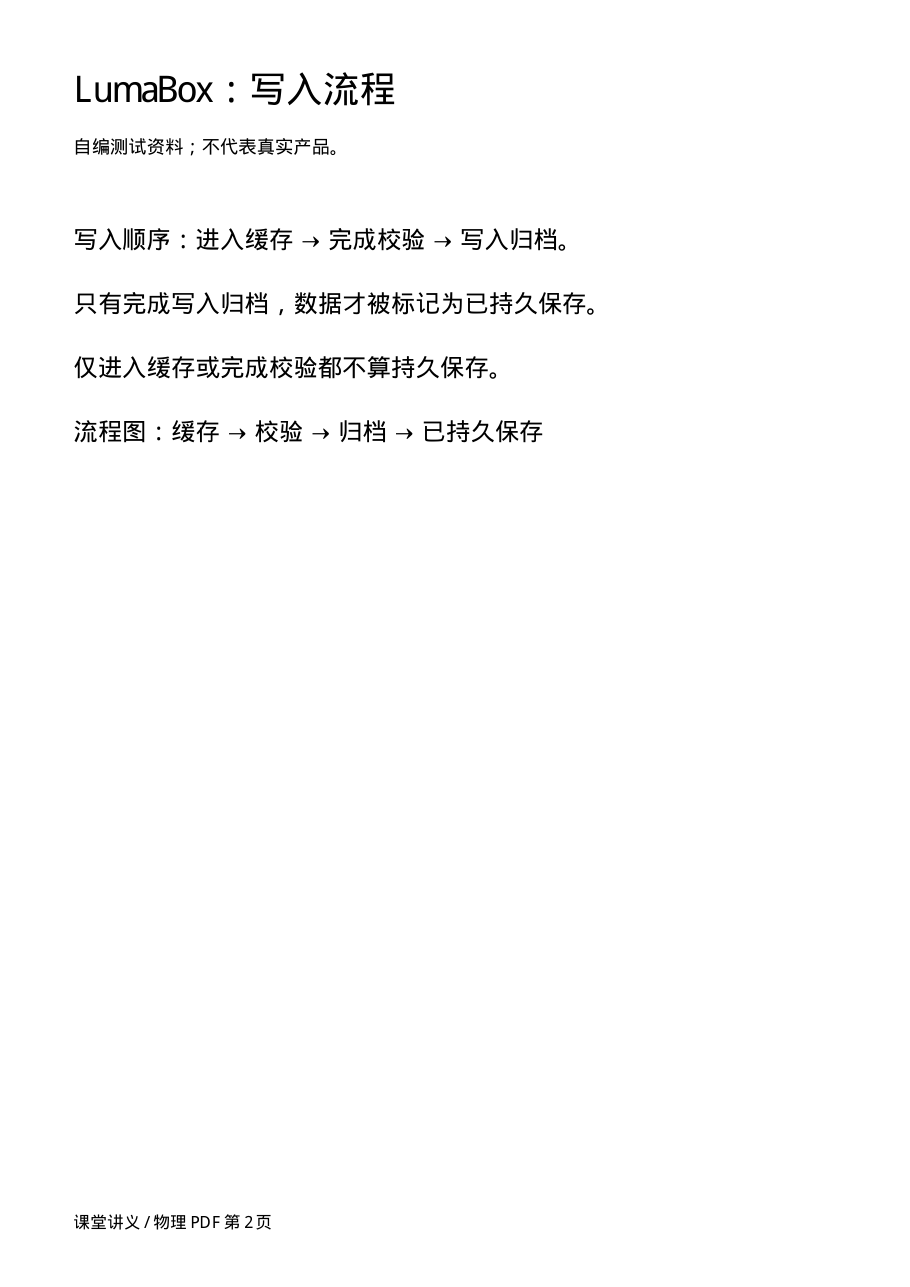 LumaBox：写入流程
自编测试资料；不代表真实产品。
写入顺序：进入缓存 → 完成校验 → 写入归档。
只有完成写入归档，数据才被标记为已持久保存。
仅进入缓存或完成校验都不算持久保存。
流程图：缓存 → 校验 → 归档 → 已持久保存
课堂讲义 / 物理 PDF 第 2 页